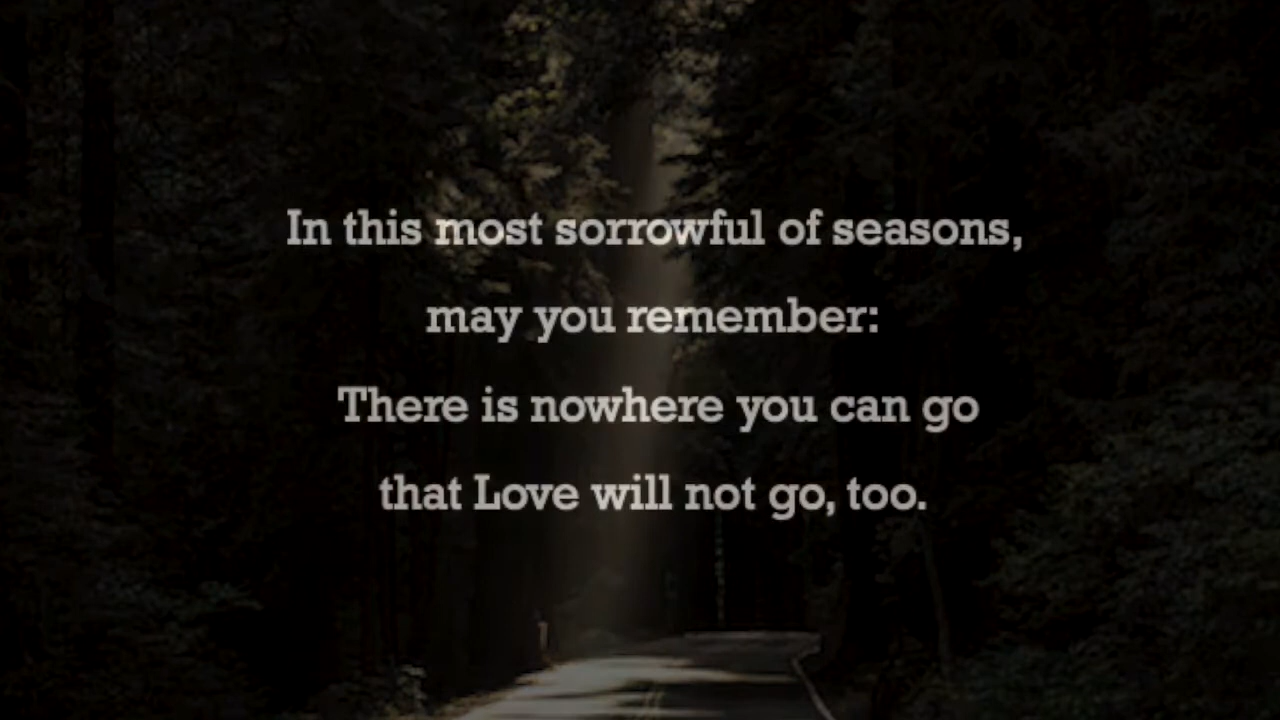 In this most sorrowful of seasons,
may you remember:
There is nowhere you can go
that Love will not go, too.